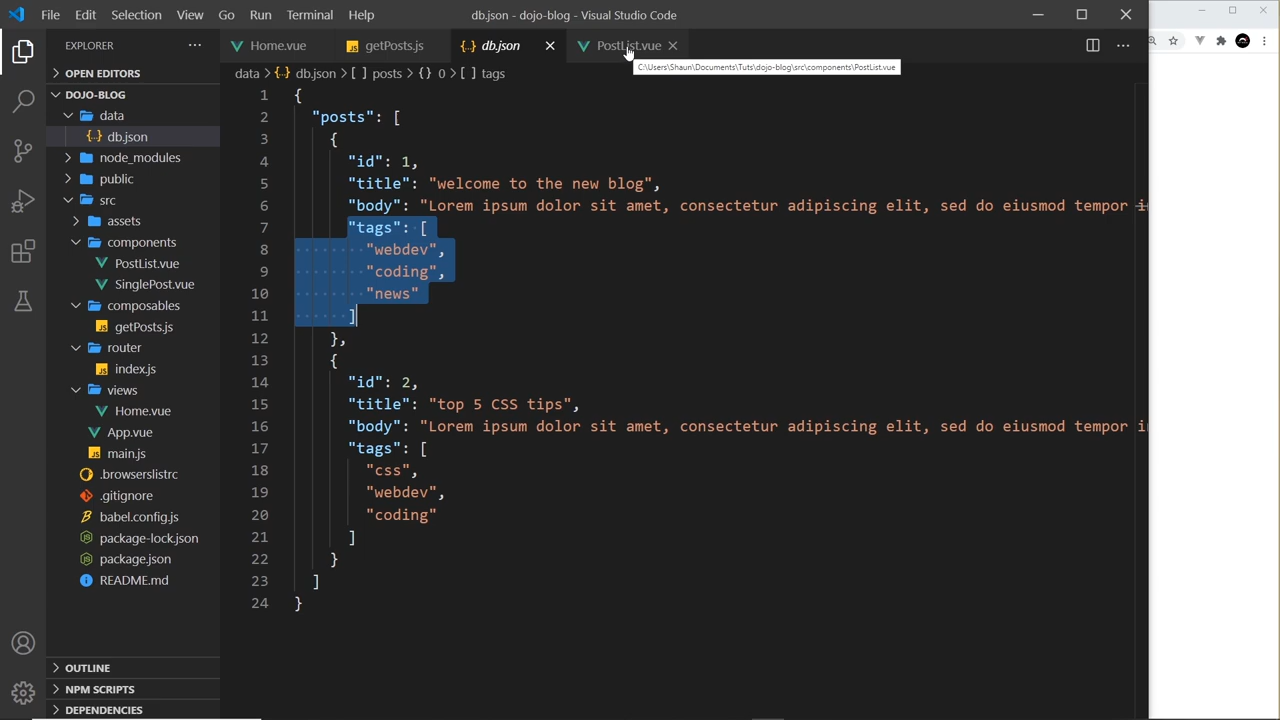 File Edit Selection View Go Run Terminal Help
db.json - dojo-blog - Visual Studio Code
EXPLORER
OPEN EDITORS
DOJO-BLOG
data
db.json
node_modules
public
src
assets
components
PostList.vue
SinglePost.vue
composables
getPosts.js
router
index.js
views
Home.vue
App.vue
main.js
.browserslistrc
.gitignore
babel.config.js
package-lock.json
package.json
README.md
OUTLINE
NPM SCRIPTS
DEPENDENCIES
Home.vue getPosts.js db.json PostList.vue
C:\Users\Shaun\Documents\Tuts\dojo-blog\src\components\PostList.vue
data > {..} db.json > [ ] posts > {} 0 > [ ] tags
1 {
2 "posts": [
3 {
4 "id": 1,
5 "title": "welcome to the new blog",
6 "body": "Lorem ipsum dolor sit amet, consectetur adipiscing elit, sed do eiusmod tempor
7 "tags": [
8 "webdev",
9 "coding",
10 "news"
11 ]
12 },
13 {
14 "id": 2,
15 "title": "top 5 CSS tips",
16 "body": "Lorem ipsum dolor sit amet, consectetur adipiscing elit, sed do eiusmod tempor
17 "tags": [
18 "css",
19 "webdev",
20 "coding"
21 ]
22 }
23 ]
24 }